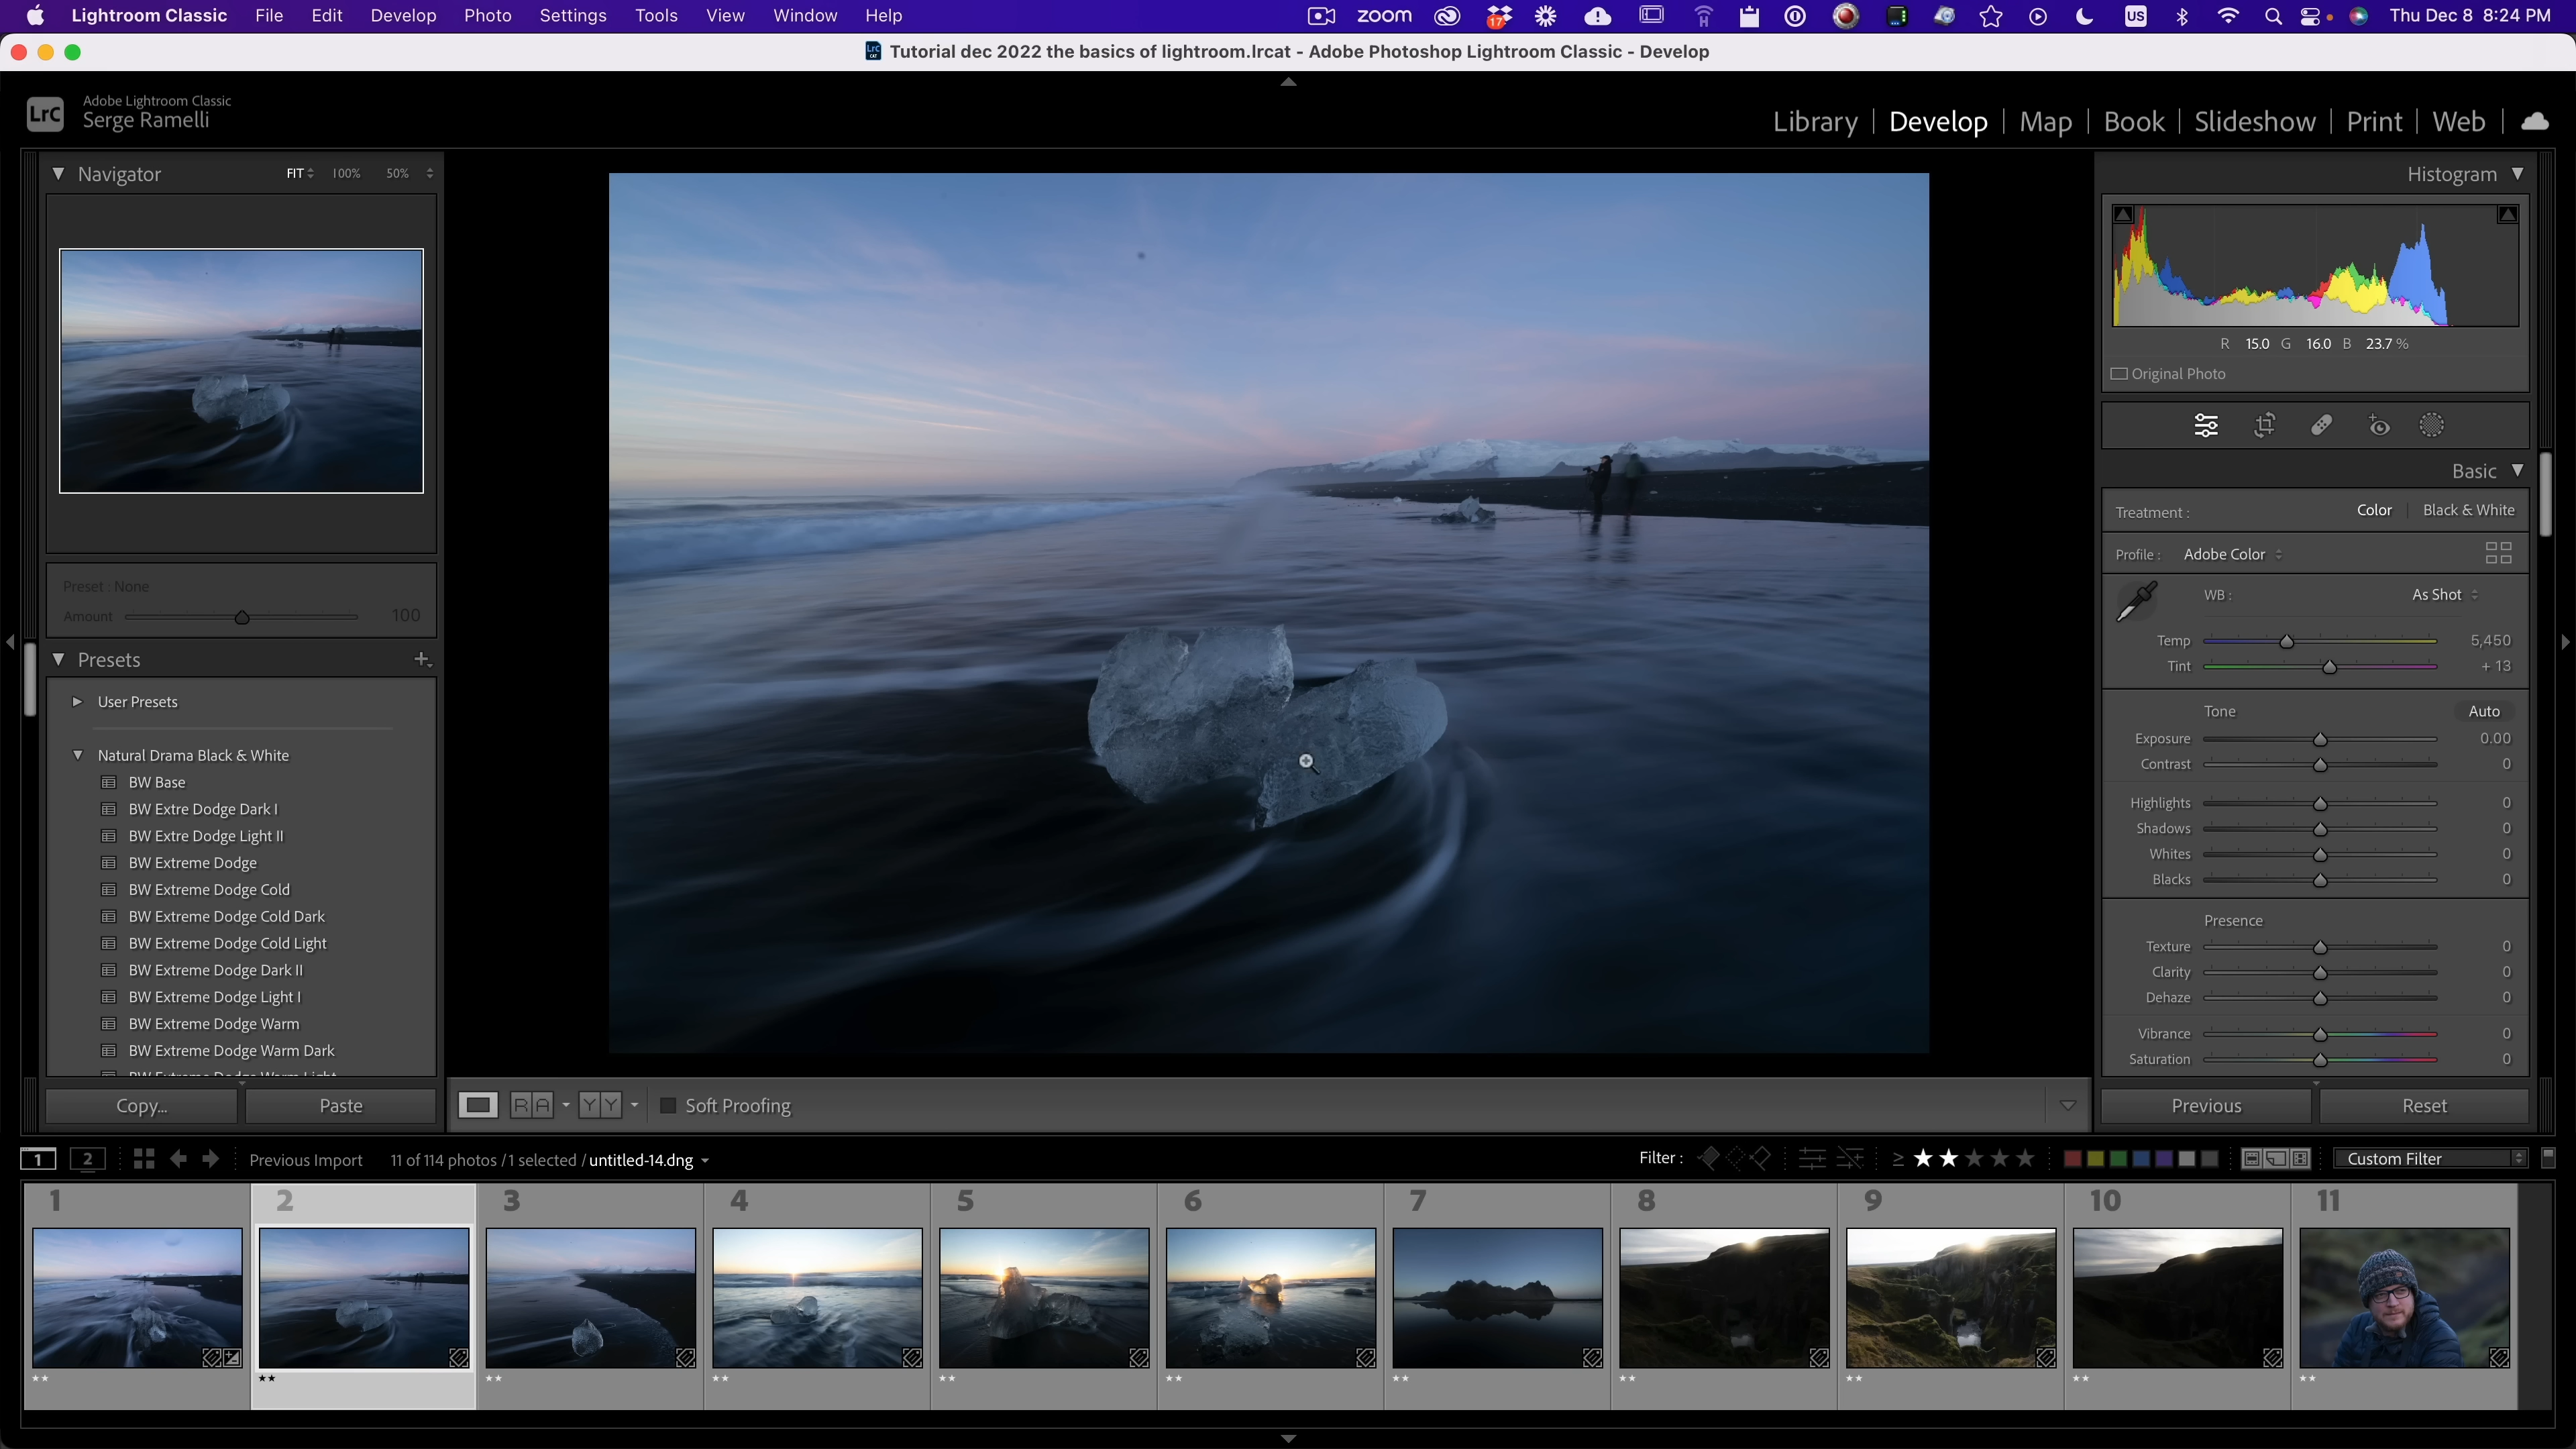 Lightroom Classic File Edit Develop Photo Settings Tools View Window Help zoom 17 US Thu Dec 8 8:24 PM
Tutorial dec 2022 the basics of lightroom.lrcat - Adobe Photoshop Lightroom Classic - Develop
LrC
Adobe Lightroom Classic
Serge Ramelli
Library | Develop | Map | Book | Slideshow | Print | Web
Navigator FIT 100% 50%
Preset : None
Amount 100
Presets
User Presets
Natural Drama Black & White
BW Base
BW Extre Dodge Dark I
BW Extre Dodge Light II
BW Extreme Dodge
BW Extreme Dodge Cold
BW Extreme Dodge Cold Dark
BW Extreme Dodge Cold Light
BW Extreme Dodge Dark II
BW Extreme Dodge Light I
BW Extreme Dodge Warm
BW Extreme Dodge Warm Dark
BW Extreme Dodge Warm Light
Copy... Paste
R A Y Y Soft Proofing
Histogram
R 15.0 G 16.0 B 23.7 %
Original Photo
Basic
Treatment : Color Black & White
Profile : Adobe Color
WB : As Shot
Temp 5,450
Tint + 13
Tone Auto
Exposure 0.00
Contrast 0
Highlights 0
Shadows 0
Whites 0
Blacks 0
Presence
Texture 0
Clarity 0
Dehaze 0
Vibrance 0
Saturation 0
Previous Reset
1 2 Previous Import 11 of 114 photos / 1 selected / untitled-14.dng Filter : ≥ ★★★★★ Custom Filter
1 2 3 4 5 6 7 8 9 10 11